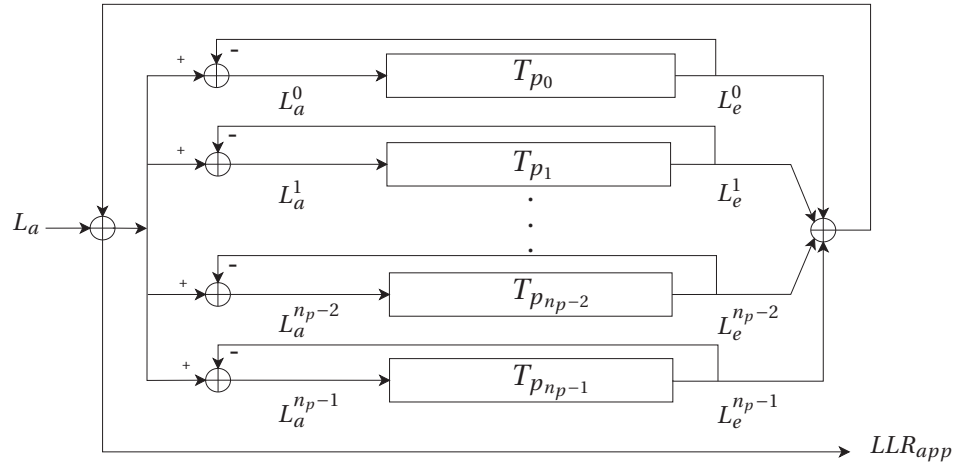 -
+
$T_{p_0}$
$L_a^0$
$L_e^0$
-
+
$T_{p_1}$
$L_a^1$
$L_e^1$
$L_a$
-
+
$T_{p_{n_p-2}}$
$L_a^{n_p-2}$
$L_e^{n_p-2}$
-
+
$T_{p_{n_p-1}}$
$L_a^{n_p-1}$
$L_e^{n_p-1}$
$LLR_{app}$